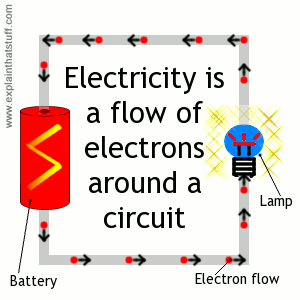 www.explainthatstuff.com
Electricity is
a flow of
electrons
around a
circuit
Lamp
Battery
Electron flow